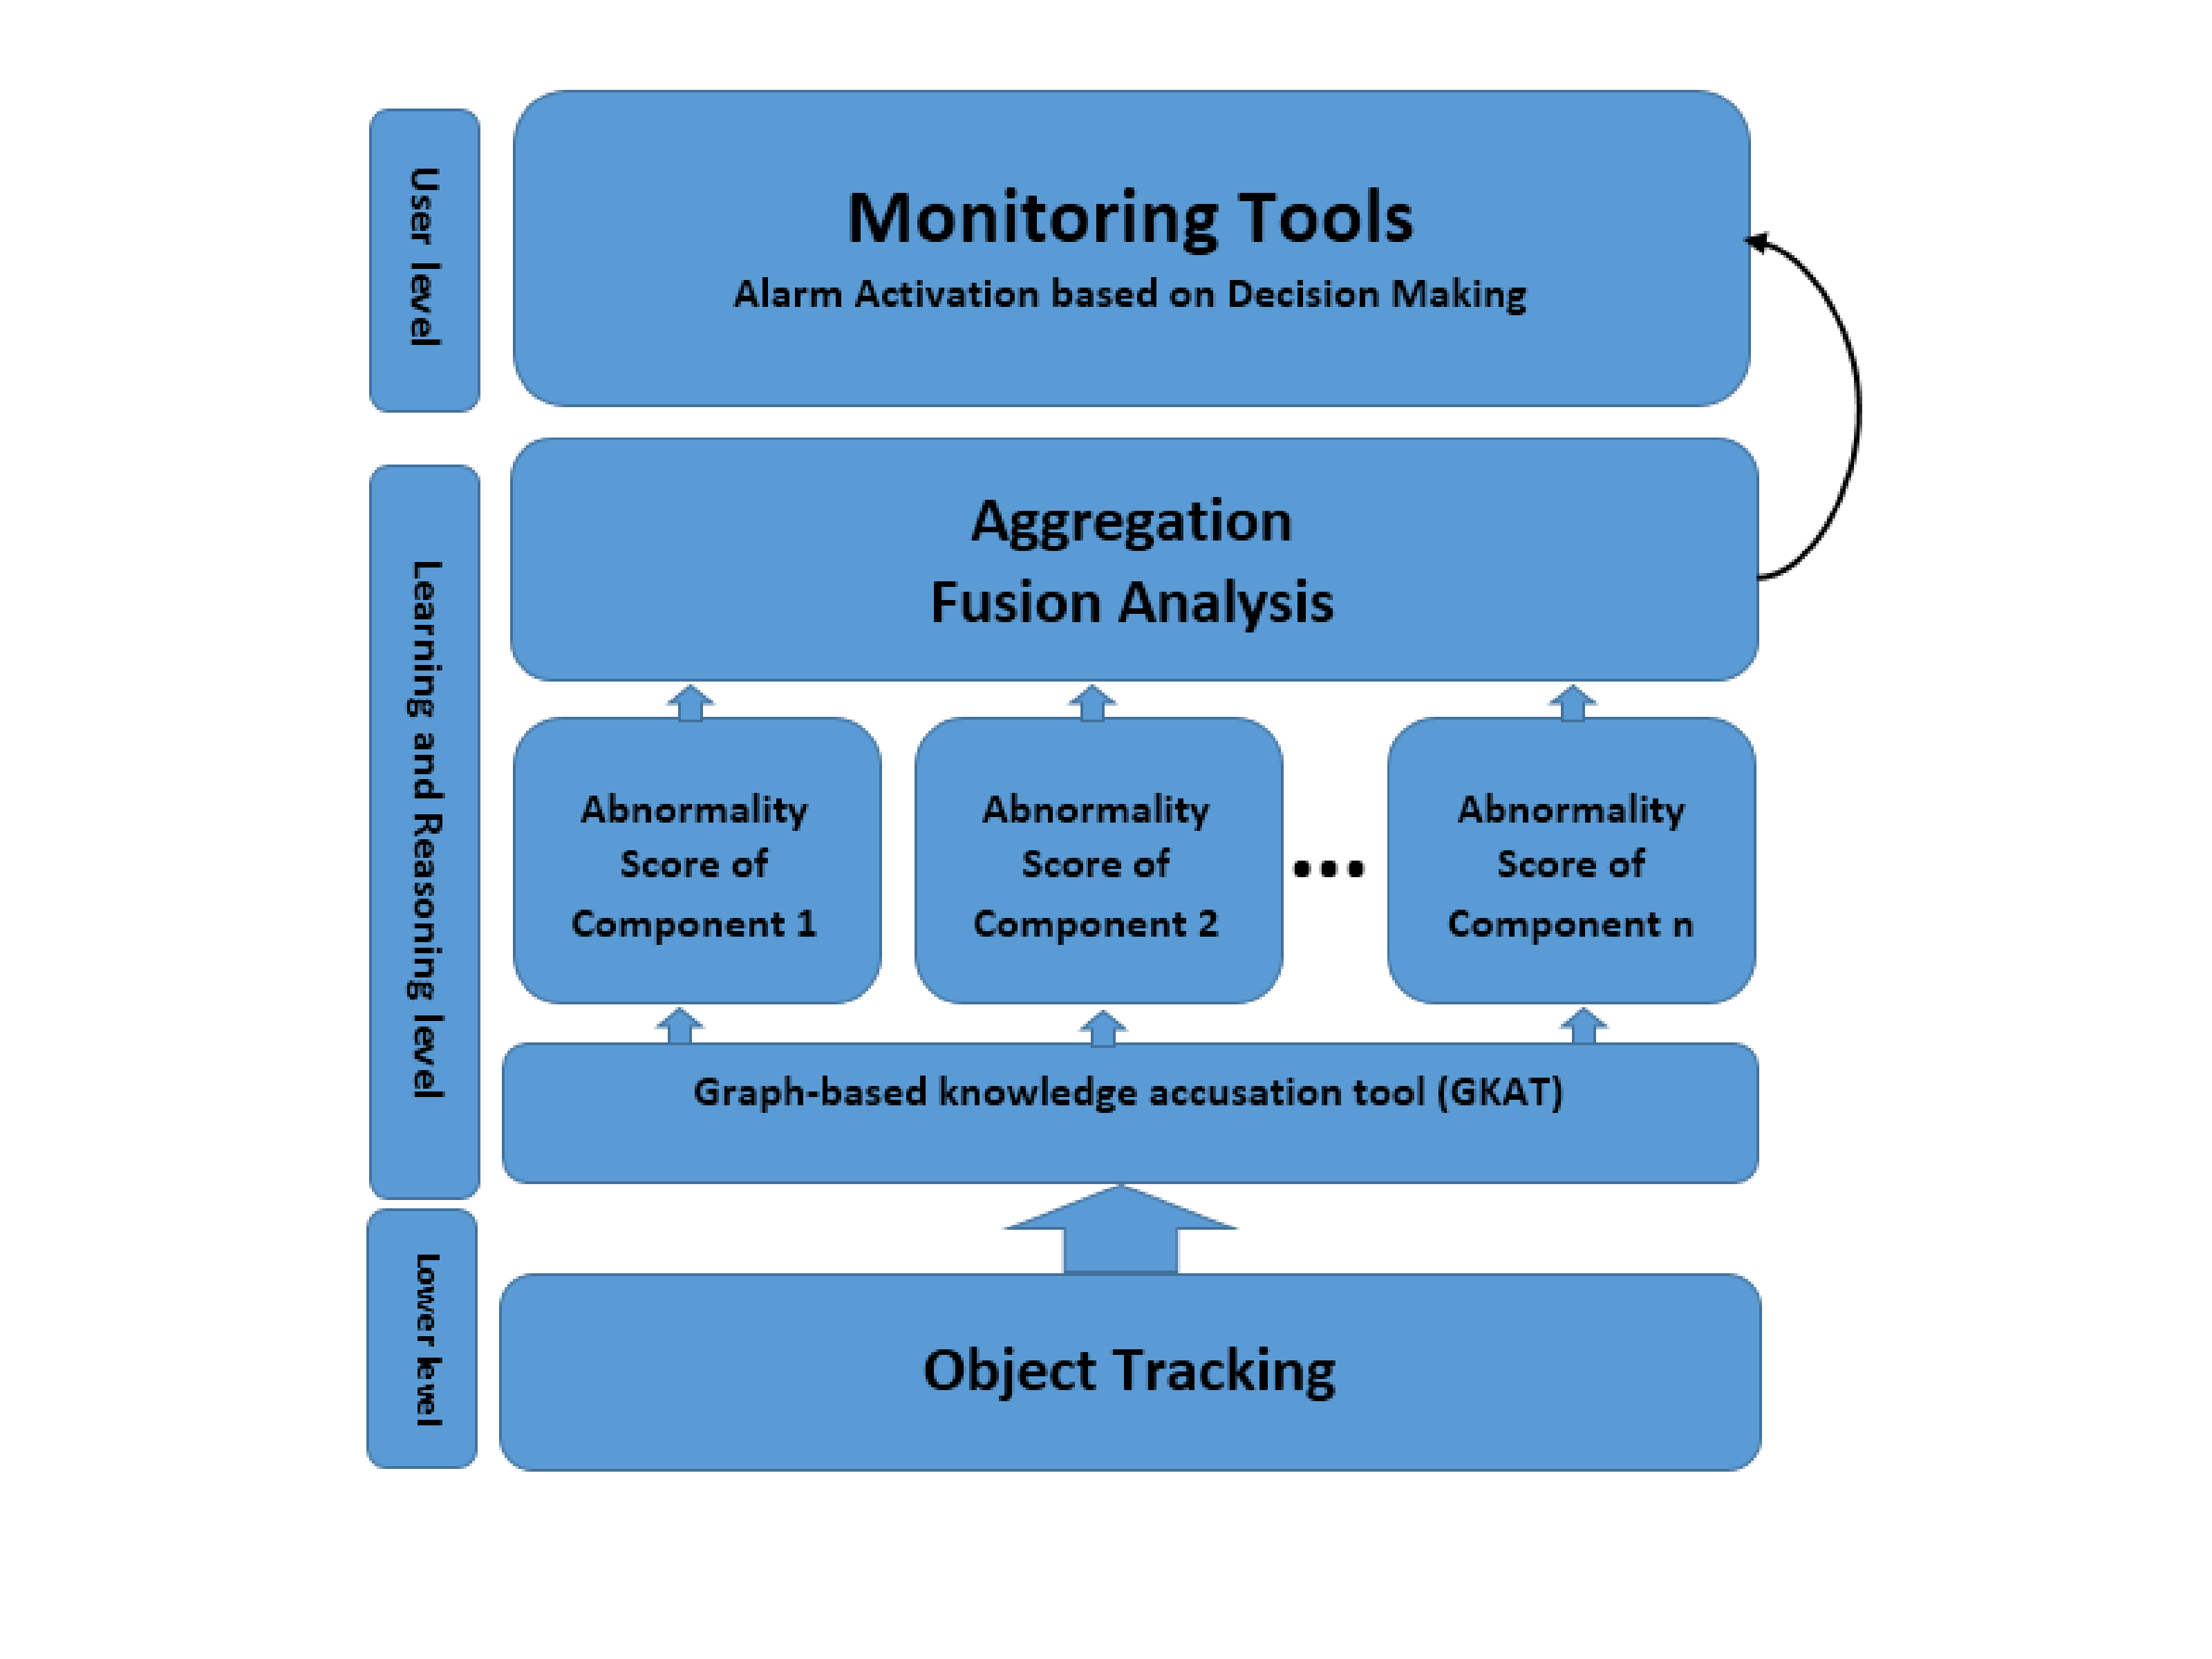 User level
Monitoring Tools
Alarm Activation based on Decision Making
Learning and Reasoning level
Aggregation
Fusion Analysis
Abnormality
Score of
Component 1
Abnormality
Score of
Component 2
...
Abnormality
Score of
Component n
Graph-based knowledge accusation tool (GKAT)
Lower level
Object Tracking